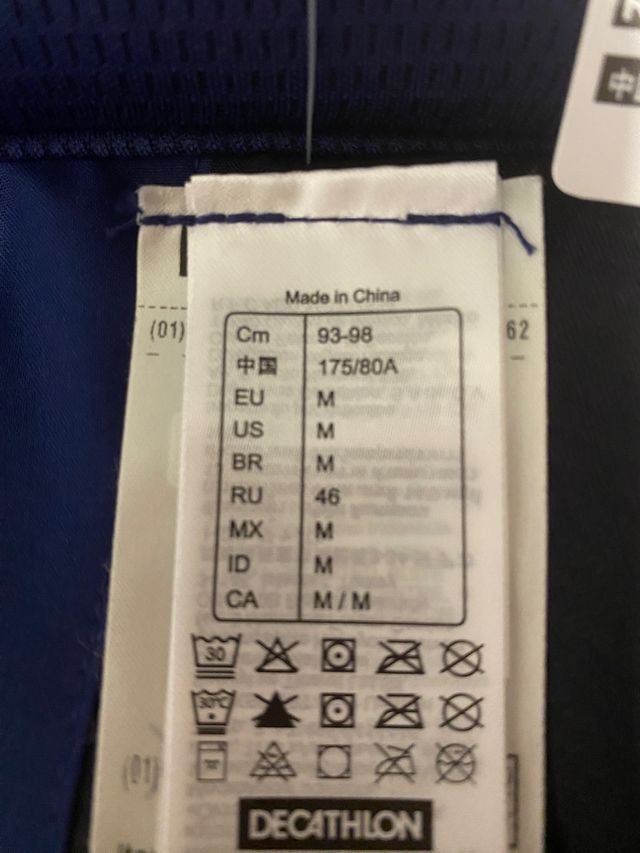 中
Made in China
(01)
62
Cm 93-98
中国 175/80A
EU M
US M
BR M
RU 46
MX M
ID M
CA M / M
30
30°C
(01)
DECATHLON